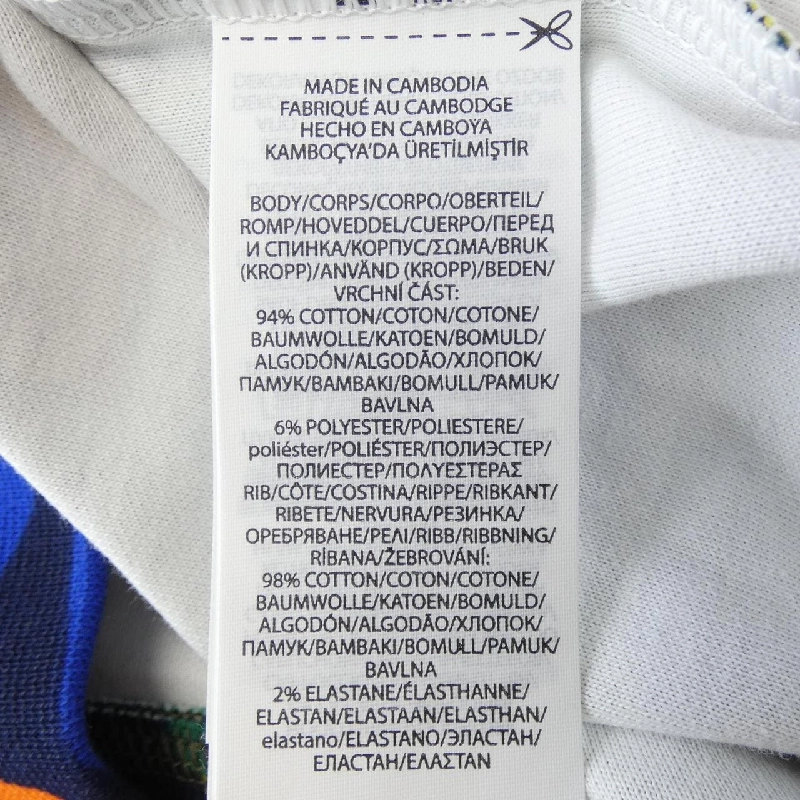 MADE IN CAMBODIA
FABRIQUÉ AU CAMBODGE
HECHO EN CAMBOYA
KAMBOÇYA'DA ÜRETİLMİŞTİR
BODY/CORPS/CORPO/OBERTEIL/
ROMP/HOVEDDEL/CUERPO/ПЕРЕД
И СПИНКА/КОРПУС/ΣΩΜΑ/BRUK
(KROPP)/ANVÄND (KROPP)/BEDEN/
VRCHNÍ ČÁST:
94% COTTON/COTON/COTONE/
BAUMWOLLE/KATOEN/BOMULD/
ALGODÓN/ALGODÃO/ХЛОПОК/
ПАМУК/ΒΑΜΒΑΚΙ/BOMULL/PAMUK/
BAVLNA
6% POLYESTER/POLIESTERE/
poliéster/POLIÉSTER/ПОЛИЭСТЕР/
ПОЛИЕСТЕР/ΠΟΛΥΕΣΤΕΡΑΣ
RIB/CÔTE/COSTINA/RIPPE/RIBKANT/
RIBETE/NERVURA/РЕЗИНКА/
ОРЕБРЯВАНЕ/РЕЛІ/RIBB/RIBBNING/
RİBANA/ŽEBROVÁNÍ:
98% COTTON/COTON/COTONE/
BAUMWOLLE/KATOEN/BOMULD/
ALGODÓN/ALGODÃO/ХЛОПОК/
ПАМУК/ΒΑΜΒΑΚΙ/BOMULL/PAMUK/
BAVLNA
2% ELASTANE/ÉLASTHANNE/
ELASTAN/ELASTAAN/ELASTHAN/
elastano/ELASTANO/ЭЛАСТАН/
ЕЛАСТАН/ΕΛΑΣΤΑΝ